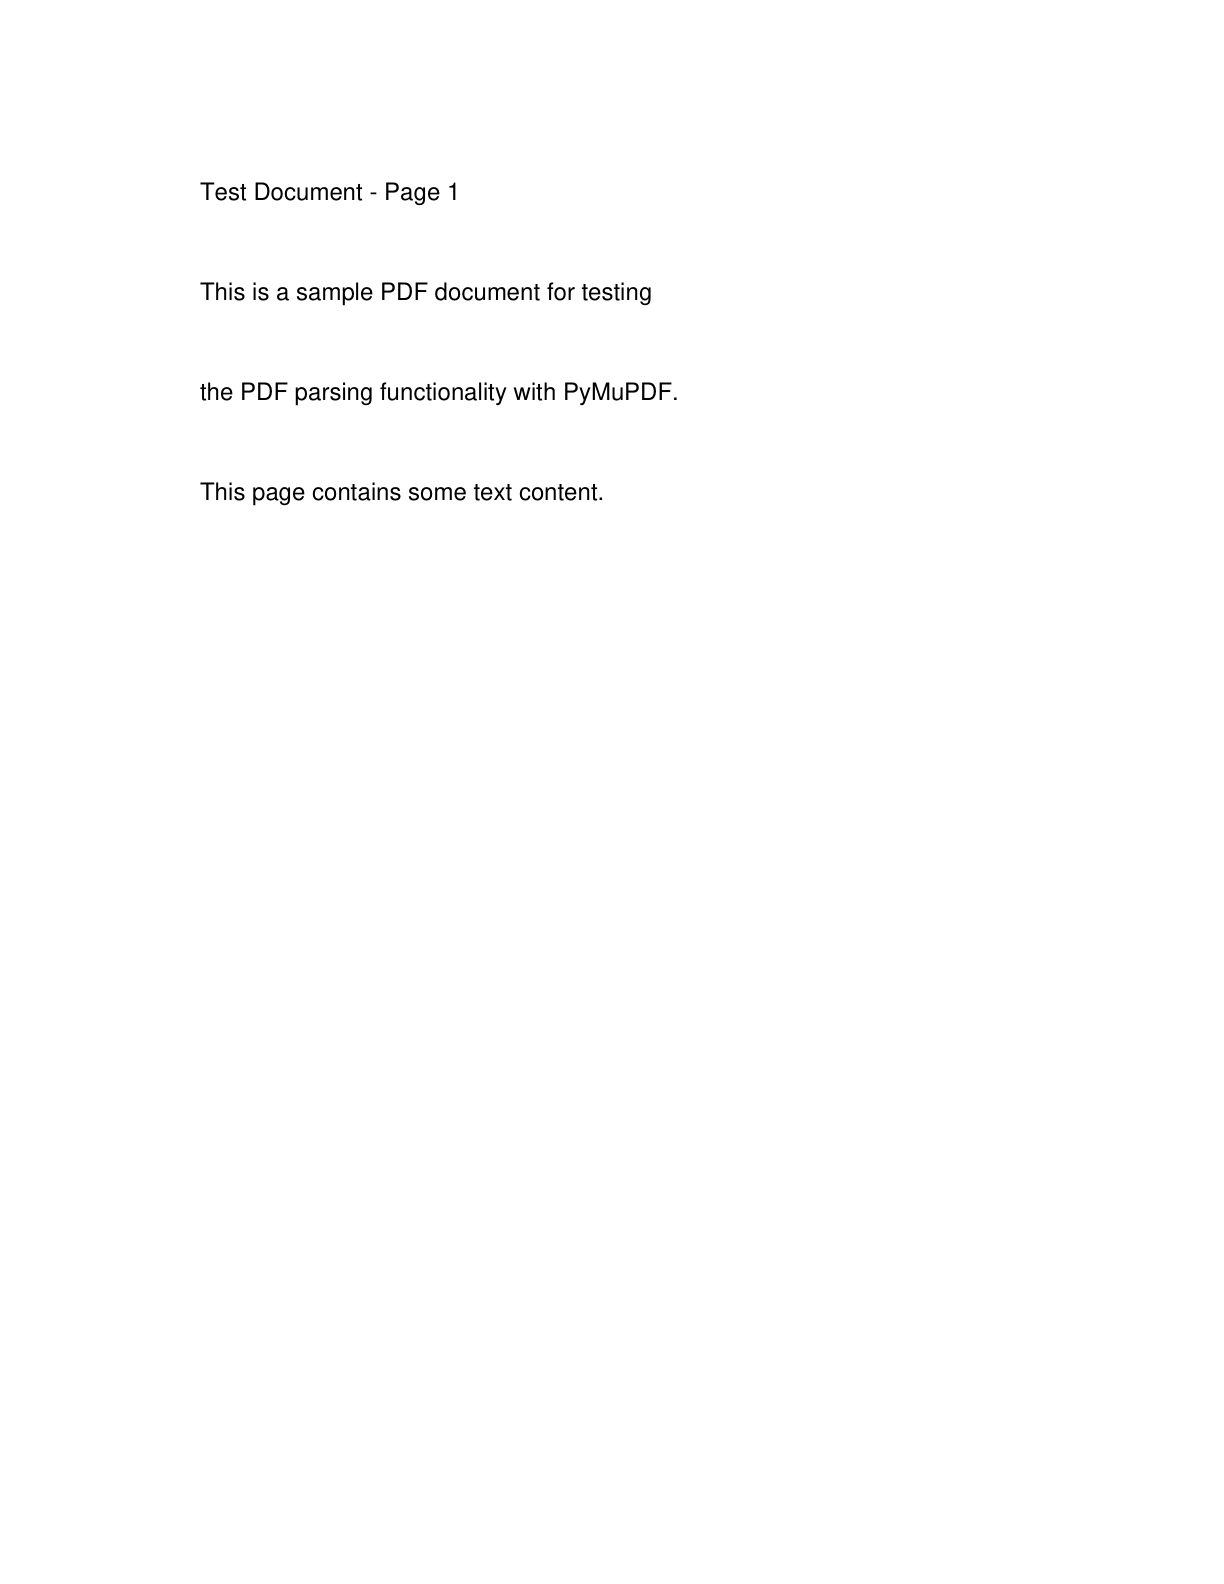 Test Document - Page 1
This is a sample PDF document for testing
the PDF parsing functionality with PyMuPDF.
This page contains some text content.